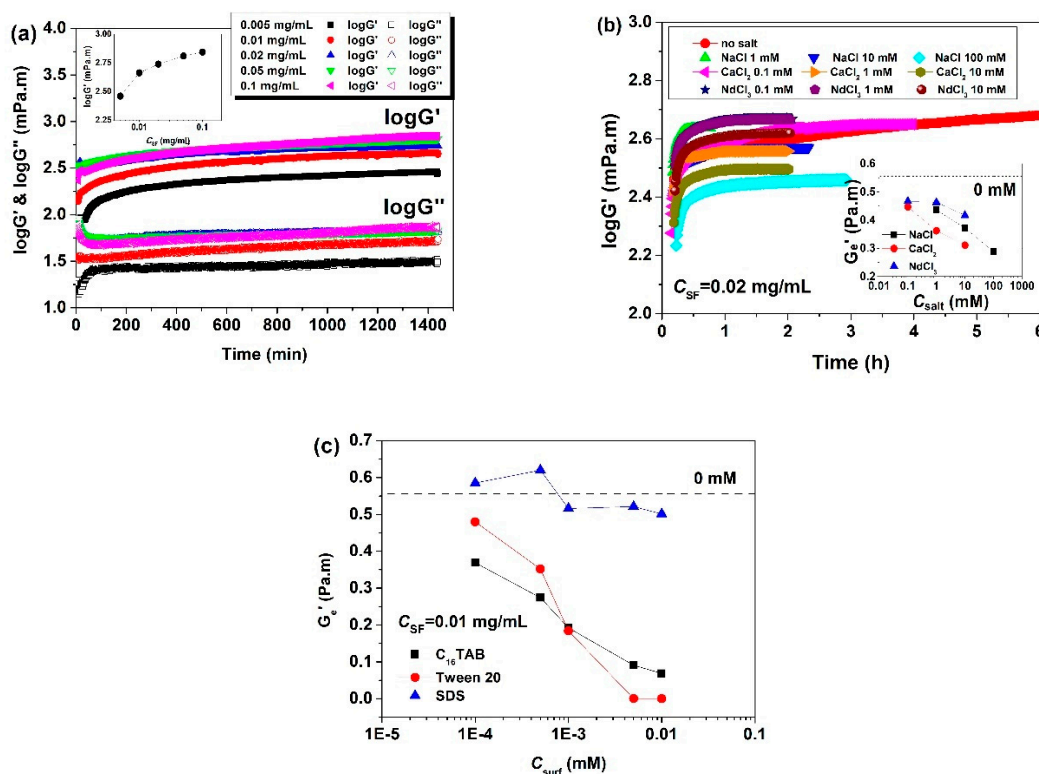 (a)
0.005 mg/mL logG' logG''
0.01 mg/mL logG' logG''
0.02 mg/mL logG' logG''
0.05 mg/mL logG' logG''
0.1 mg/mL logG' logG''
logG' (mPa.m)
3.00
2.75
2.50
2.25
0.01 0.1
C_SF (mg/mL)
logG'
logG''
logG' & logG'' (mPa.m)
4.0
3.5
3.0
2.5
2.0
1.5
1.0
0 200 400 600 800 1000 1200 1400
Time (min)
(b)
no salt
NaCl 1 mM NaCl 10 mM NaCl 100 mM
CaCl2 0.1 mM CaCl2 1 mM CaCl2 10 mM
NdCl3 0.1 mM NdCl3 1 mM NdCl3 10 mM
logG' (mPa.m)
3.0
2.8
2.6
2.4
2.2
2.0
C_SF=0.02 mg/mL
0 1 2 3 4 5 6
Time (h)
Ge' (Pa.m)
0.6
0.5
0.4
0.3
0.2
0 mM
NaCl
CaCl2
NdCl3
0.01 0.1 1 10 100 1000
C_salt (mM)
(c)
G_e' (Pa.m)
0.7
0.6
0.5
0.4
0.3
0.2
0.1
0.0
0 mM
C_SF=0.01 mg/mL
C16TAB
Tween 20
SDS
1E-5 1E-4 1E-3 0.01 0.1
C_surf (mM)